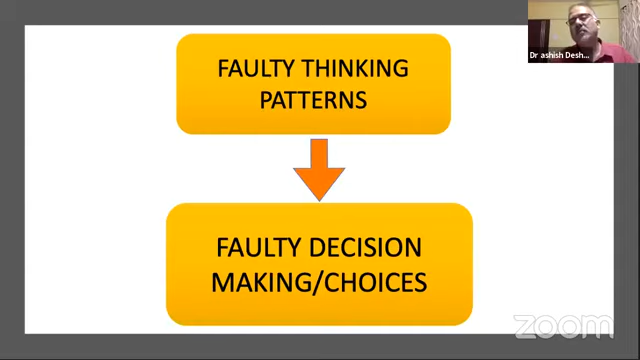 FAULTY THINKING
PATTERNS
FAULTY DECISION
MAKING/CHOICES
Dr ashish Desh...
zoom